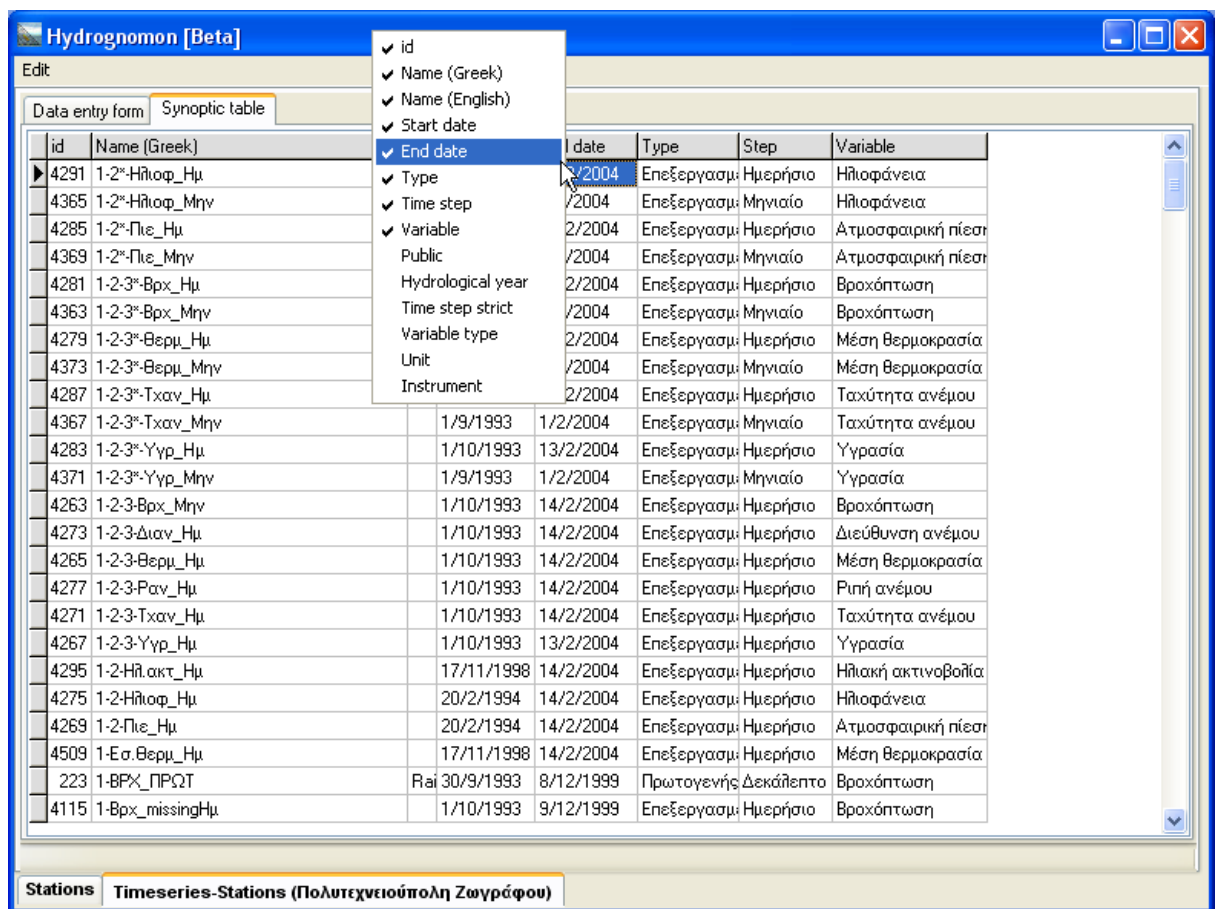 Hydrognomon [Beta]
Edit
Data entry form Synoptic table
id
Name (Greek)
Name (English)
Start date
End date
Type
Time step
Variable
Public
Hydrological year
Time step strict
Variable type
Unit
Instrument
id Name (Greek) date Type Step Variable
4291 1-2*-Ηλιοφ_Ημ /2004 Επεξεργασμ Ημερήσιο Ηλιοφάνεια
4365 1-2*-Ηλιοφ_Μην /2004 Επεξεργασμ Μηνιαίο Ηλιοφάνεια
4285 1-2*-Πιε_Ημ 2/2004 Επεξεργασμ Ημερήσιο Ατμοσφαιρική πίεση
4369 1-2*-Πιε_Μην /2004 Επεξεργασμ Μηνιαίο Ατμοσφαιρική πίεση
4281 1-2-3*-Βρχ_Ημ 2/2004 Επεξεργασμ Ημερήσιο Βροχόπτωση
4363 1-2-3*-Βρχ_Μην /2004 Επεξεργασμ Μηνιαίο Βροχόπτωση
4279 1-2-3*-Θερμ_Ημ 2/2004 Επεξεργασμ Ημερήσιο Μέση θερμοκρασία
4373 1-2-3*-Θερμ_Μην /2004 Επεξεργασμ Μηνιαίο Μέση θερμοκρασία
4287 1-2-3*-Τχαν_Ημ 2/2004 Επεξεργασμ Ημερήσιο Ταχύτητα ανέμου
4367 1-2-3*-Τχαν_Μην 1/9/1993 1/2/2004 Επεξεργασμ Μηνιαίο Ταχύτητα ανέμου
4283 1-2-3*-Υγρ_Ημ 1/10/1993 13/2/2004 Επεξεργασμ Ημερήσιο Υγρασία
4371 1-2-3*-Υγρ_Μην 1/9/1993 1/2/2004 Επεξεργασμ Μηνιαίο Υγρασία
4263 1-2-3-Βρχ_Μην 1/10/1993 14/2/2004 Επεξεργασμ Ημερήσιο Βροχόπτωση
4273 1-2-3-Διαν_Ημ 1/10/1993 14/2/2004 Επεξεργασμ Ημερήσιο Διεύθυνση ανέμου
4265 1-2-3-Θερμ_Ημ 1/10/1993 14/2/2004 Επεξεργασμ Ημερήσιο Μέση θερμοκρασία
4277 1-2-3-Ραν_Ημ 1/10/1993 14/2/2004 Επεξεργασμ Ημερήσιο Ριπή ανέμου
4271 1-2-3-Τχαν_Ημ 1/10/1993 14/2/2004 Επεξεργασμ Ημερήσιο Ταχύτητα ανέμου
4267 1-2-3-Υγρ_Ημ 1/10/1993 13/2/2004 Επεξεργασμ Ημερήσιο Υγρασία
4295 1-2-Ηλ.ακτ_Ημ 17/11/1998 14/2/2004 Επεξεργασμ Ημερήσιο Ηλιακή ακτινοβολία
4275 1-2-Ηλιοφ_Ημ 20/2/1994 14/2/2004 Επεξεργασμ Ημερήσιο Ηλιοφάνεια
4269 1-2-Πιε_Ημ 20/2/1994 14/2/2004 Επεξεργασμ Ημερήσιο Ατμοσφαιρική πίεση
4509 1-Εσ.Θερμ_Ημ 17/11/1998 14/2/2004 Επεξεργασμ Ημερήσιο Μέση θερμοκρασία
223 1-ΒΡΧ_ΠΡΩΤ Rai 30/9/1993 8/12/1999 Πρωτογενής Δεκάλεπτο Βροχόπτωση
4115 1-Βρχ_missingΗμ 1/10/1993 9/12/1999 Επεξεργασμ Ημερήσιο Βροχόπτωση
Stations Timeseries-Stations (Πολυτεχνειούπολη Ζωγράφου)